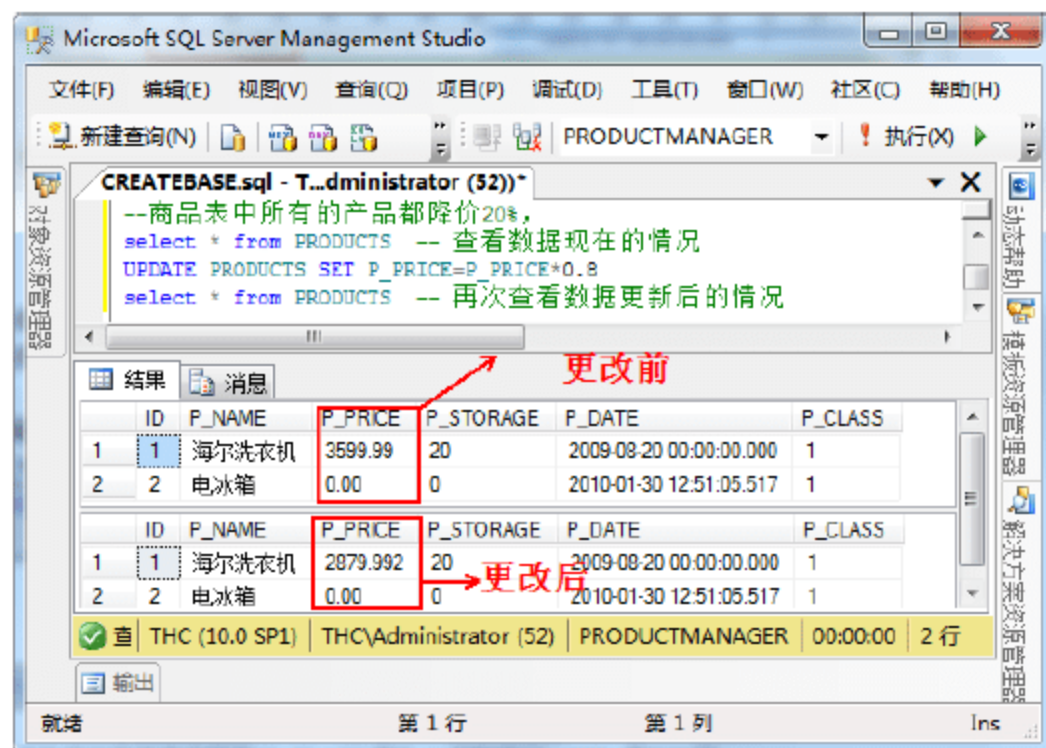 Microsoft SQL Server Management Studio
文件(F) 编辑(E) 视图(V) 查询(Q) 项目(P) 调试(D) 工具(T) 窗口(W) 社区(C) 帮助(H)
新建查询(N) PRODUCTMANAGER 执行(X)
CREATEBASE.sql - T...dministrator (52))*
对象资源管理器
--商品表中所有的产品都降价20%,
select * from PRODUCTS -- 查看数据现在的情况
UPDATE PRODUCTS SET P_PRICE=P_PRICE*0.8
select * from PRODUCTS -- 再次查看数据更新后的情况
动态帮助
模板资源管理器
解决方案资源管理器
更改前
结果 消息
ID P_NAME P_PRICE P_STORAGE P_DATE P_CLASS
1 1 海尔洗衣机 3599.99 20 2009-08-20 00:00:00.000 1
2 2 电冰箱 0.00 0 2010-01-30 12:51:05.517 1
ID P_NAME P_PRICE P_STORAGE P_DATE P_CLASS
1 1 海尔洗衣机 2879.992 20 2009-08-20 00:00:00.000 1
更改后
2 2 电冰箱 0.00 0 2010-01-30 12:51:05.517 1
查 THC (10.0 SP1) THC\Administrator (52) PRODUCTMANAGER 00:00:00 2 行
输出
就绪 第 1 行 第 1 列 Ins